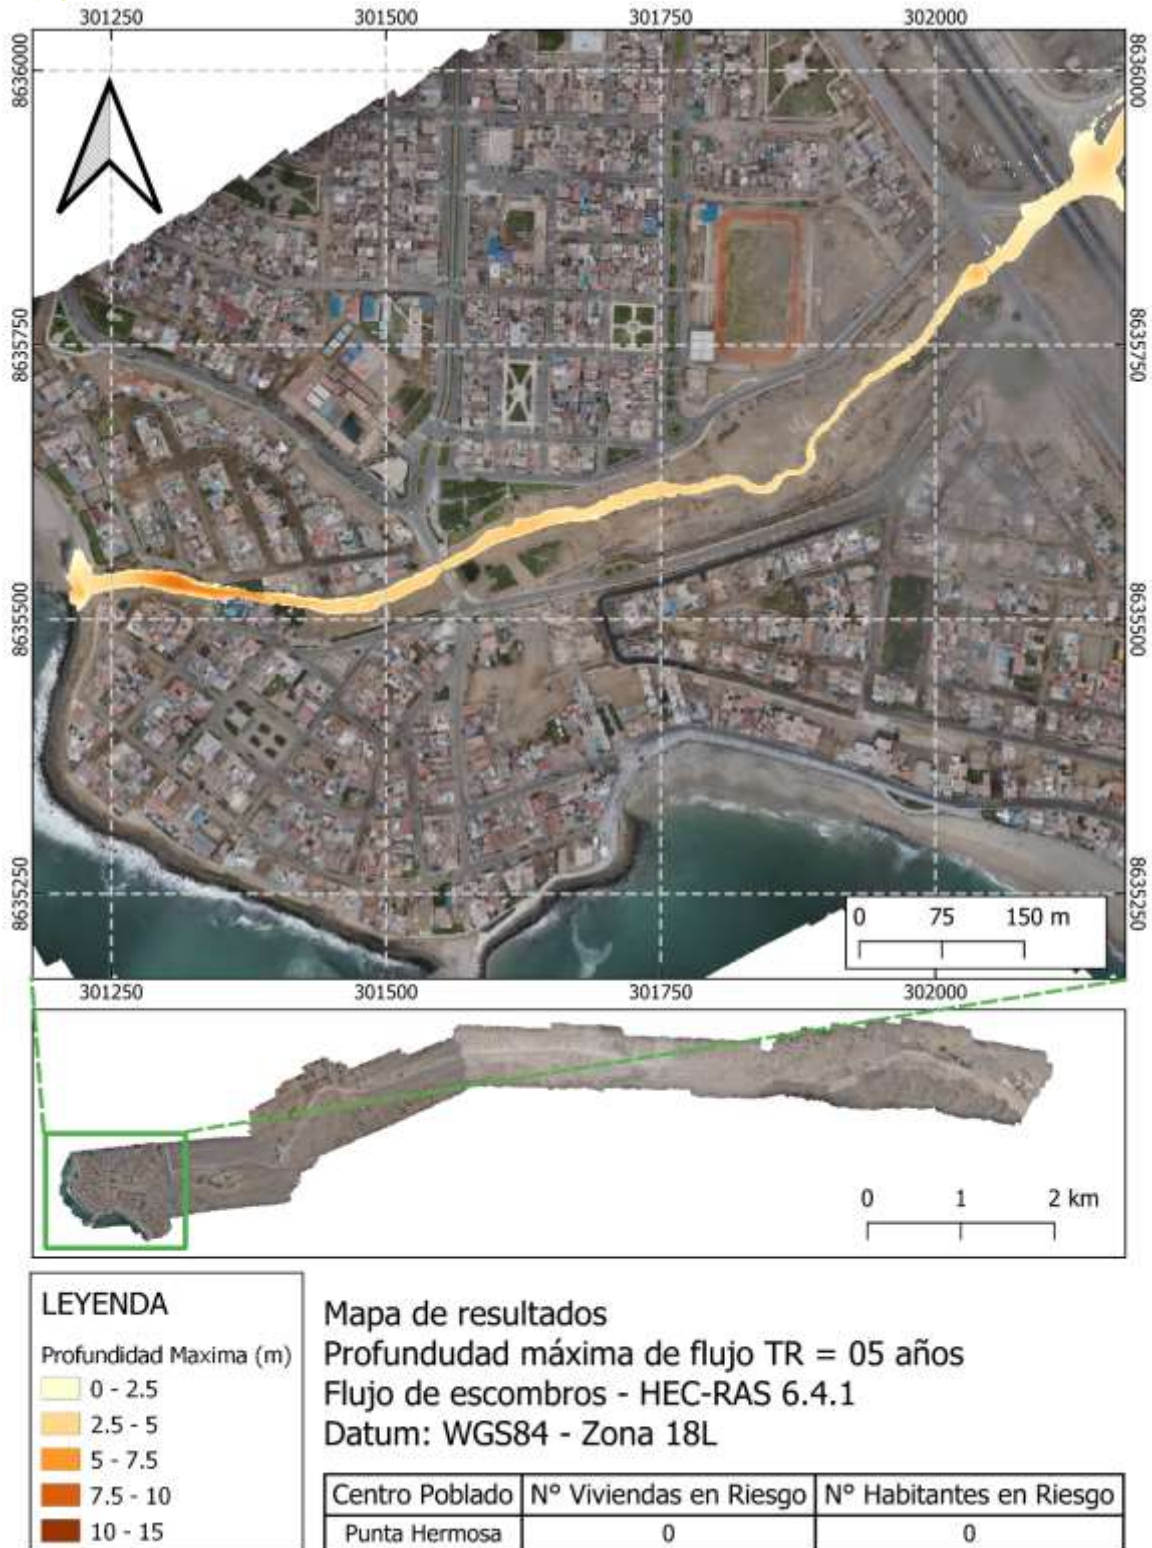 301250 301500 301750 302000
8636000 8636000
8635750 8635750
8635500 8635500
8635250 8635250
0 75 150 m
301250 301500 301750 302000
0 1 2 km
LEYENDA
Profundidad Maxima (m)
0 - 2.5
2.5 - 5
5 - 7.5
7.5 - 10
10 - 15
Mapa de resultados
Profundudad máxima de flujo TR = 05 años
Flujo de escombros - HEC-RAS 6.4.1
Datum: WGS84 - Zona 18L
Centro Poblado N° Viviendas en Riesgo N° Habitantes en Riesgo
Punta Hermosa 0 0